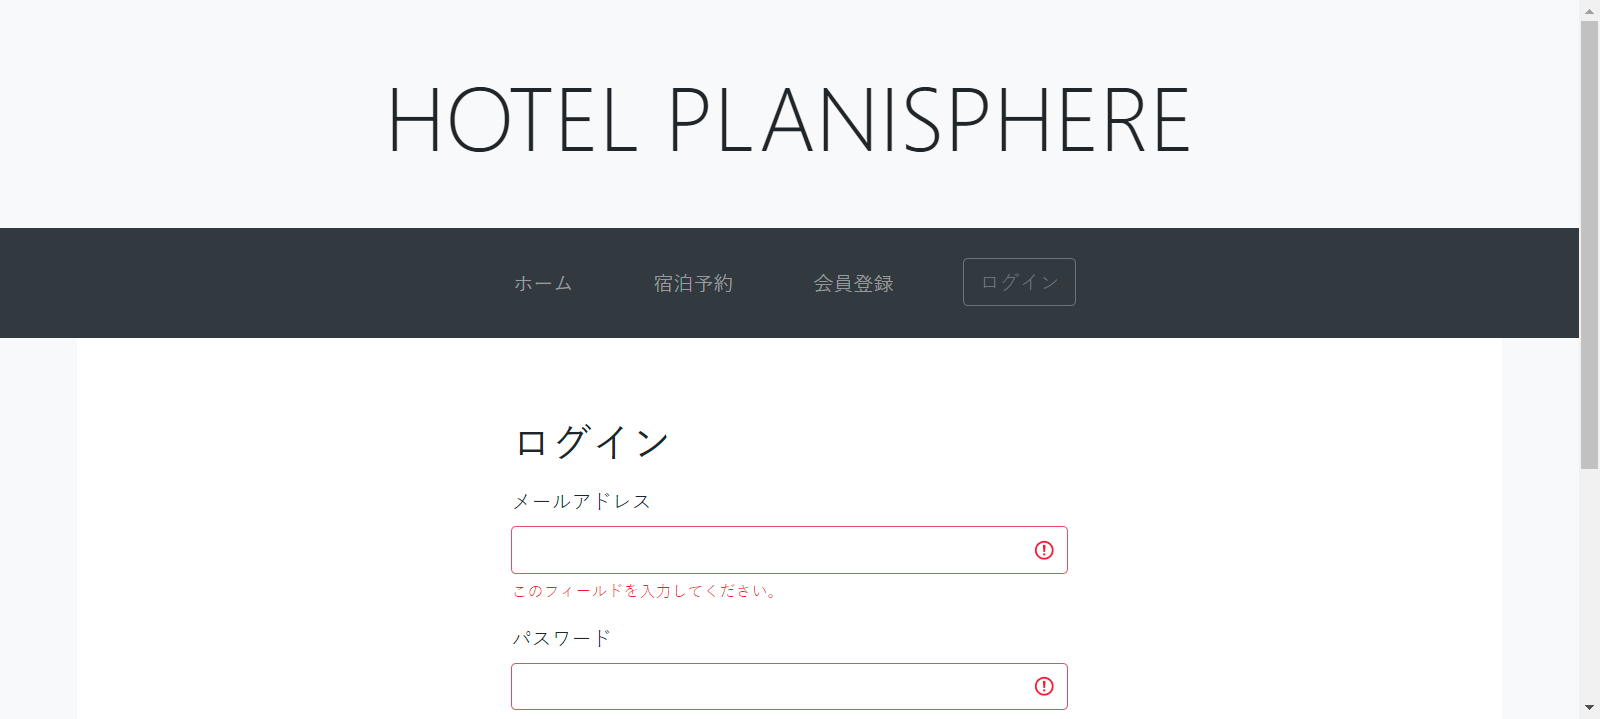 HOTEL PLANISPHERE
ホーム 宿泊予約 会員登録 ログイン
ログイン
メールアドレス
このフィールドを入力してください。
パスワード